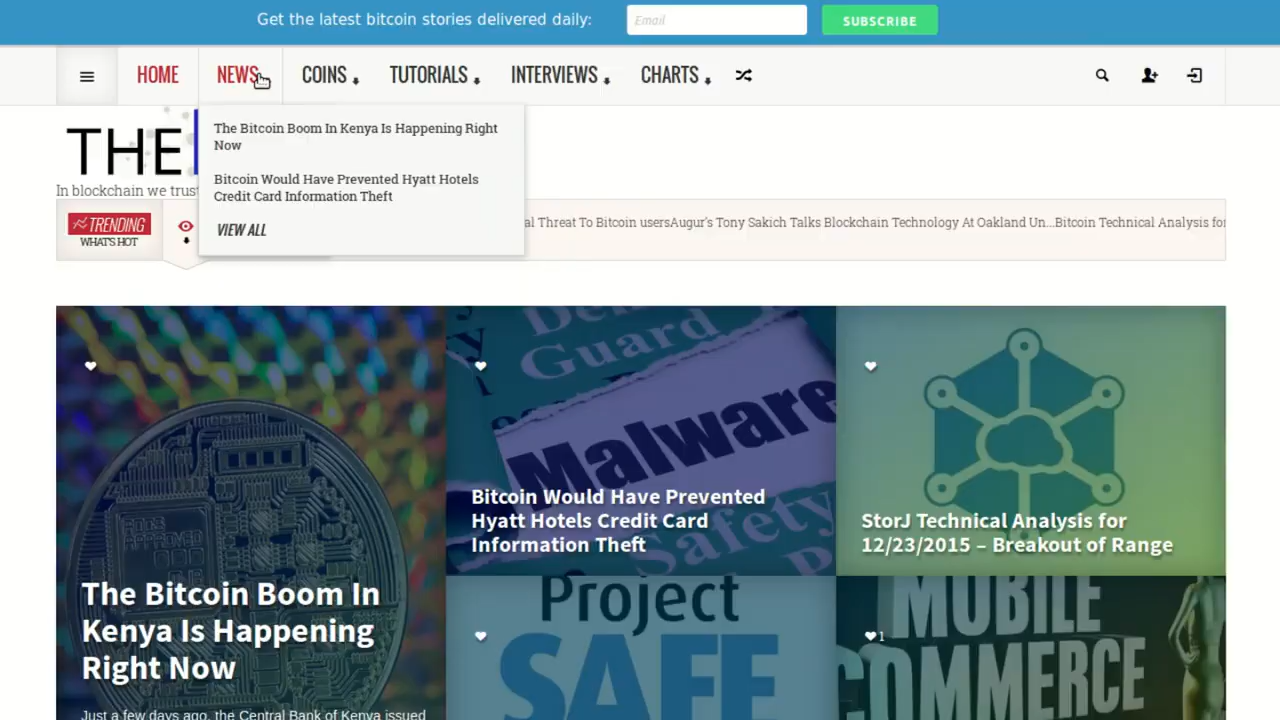 Get the latest bitcoin stories delivered daily:
Email
SUBSCRIBE
HOME
NEWS
COINS
TUTORIALS
INTERVIEWS
CHARTS
The Bitcoin Boom In Kenya Is Happening Right
Now
Bitcoin Would Have Prevented Hyatt Hotels
Credit Card Information Theft
VIEW ALL
THE
In blockchain we trust
TRENDING
WHAT'S HOT
al Threat To Bitcoin usersAugur's Tony Sakich Talks Blockchain Technology At Oakland Un...Bitcoin Technical Analysis for
Guard
Malware
Safety
Bitcoin Would Have Prevented
Hyatt Hotels Credit Card
Information Theft
StorJ Technical Analysis for
12/23/2015 – Breakout of Range
The Bitcoin Boom In
Kenya Is Happening
Right Now
Just a few days ago, the Central Bank of Kenya issued
Project
SAFE
1
MOBILE
COMMERCE